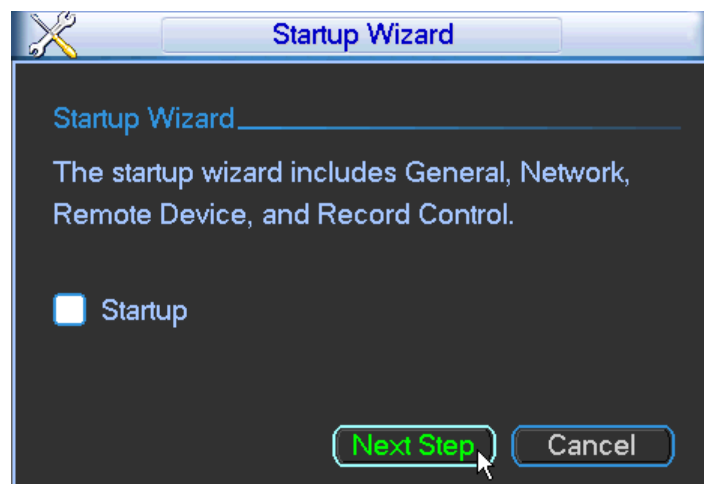 Startup Wizard
Startup Wizard
The startup wizard includes General, Network,
Remote Device, and Record Control.
Startup
Next Step
Cancel